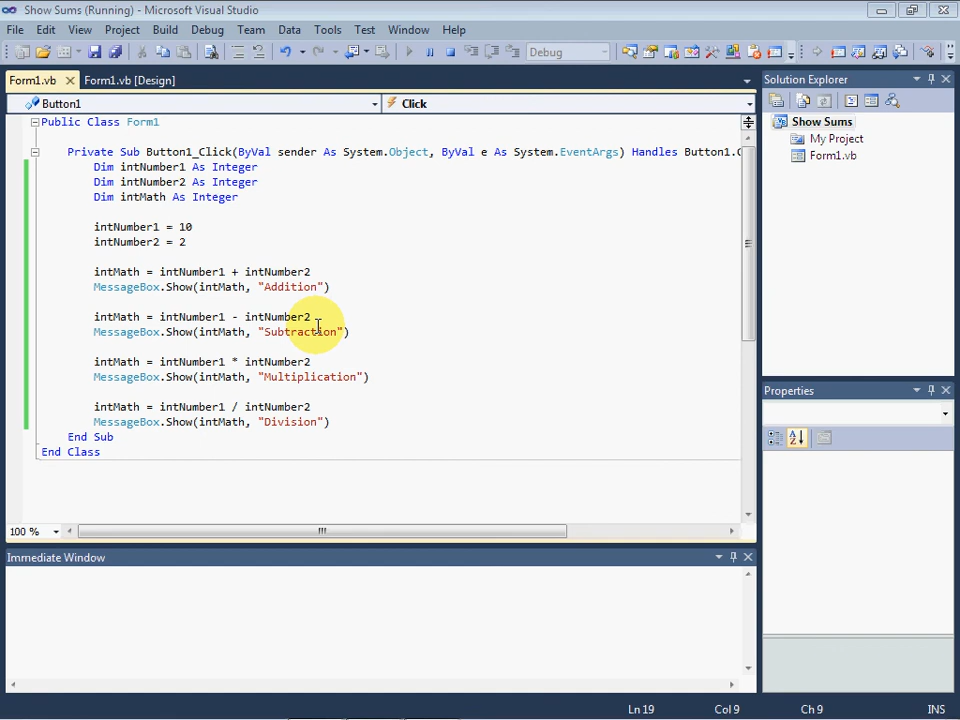 Show Sums (Running) - Microsoft Visual Studio
File Edit View Project Build Debug Team Data Tools Test Window Help
Debug
Form1.vb Form1.vb [Design]
Button1 Click
Public Class Form1
Private Sub Button1_Click(ByVal sender As System.Object, ByVal e As System.EventArgs) Handles Button1.C
Dim intNumber1 As Integer
Dim intNumber2 As Integer
Dim intMath As Integer
intNumber1 = 10
intNumber2 = 2
intMath = intNumber1 + intNumber2
MessageBox.Show(intMath, "Addition")
intMath = intNumber1 - intNumber2
MessageBox.Show(intMath, "Subtraction")
intMath = intNumber1 * intNumber2
MessageBox.Show(intMath, "Multiplication")
intMath = intNumber1 / intNumber2
MessageBox.Show(intMath, "Division")
End Sub
End Class
100 %
Immediate Window
Solution Explorer
Show Sums
My Project
Form1.vb
Properties
Ln 19 Col 9 Ch 9 INS